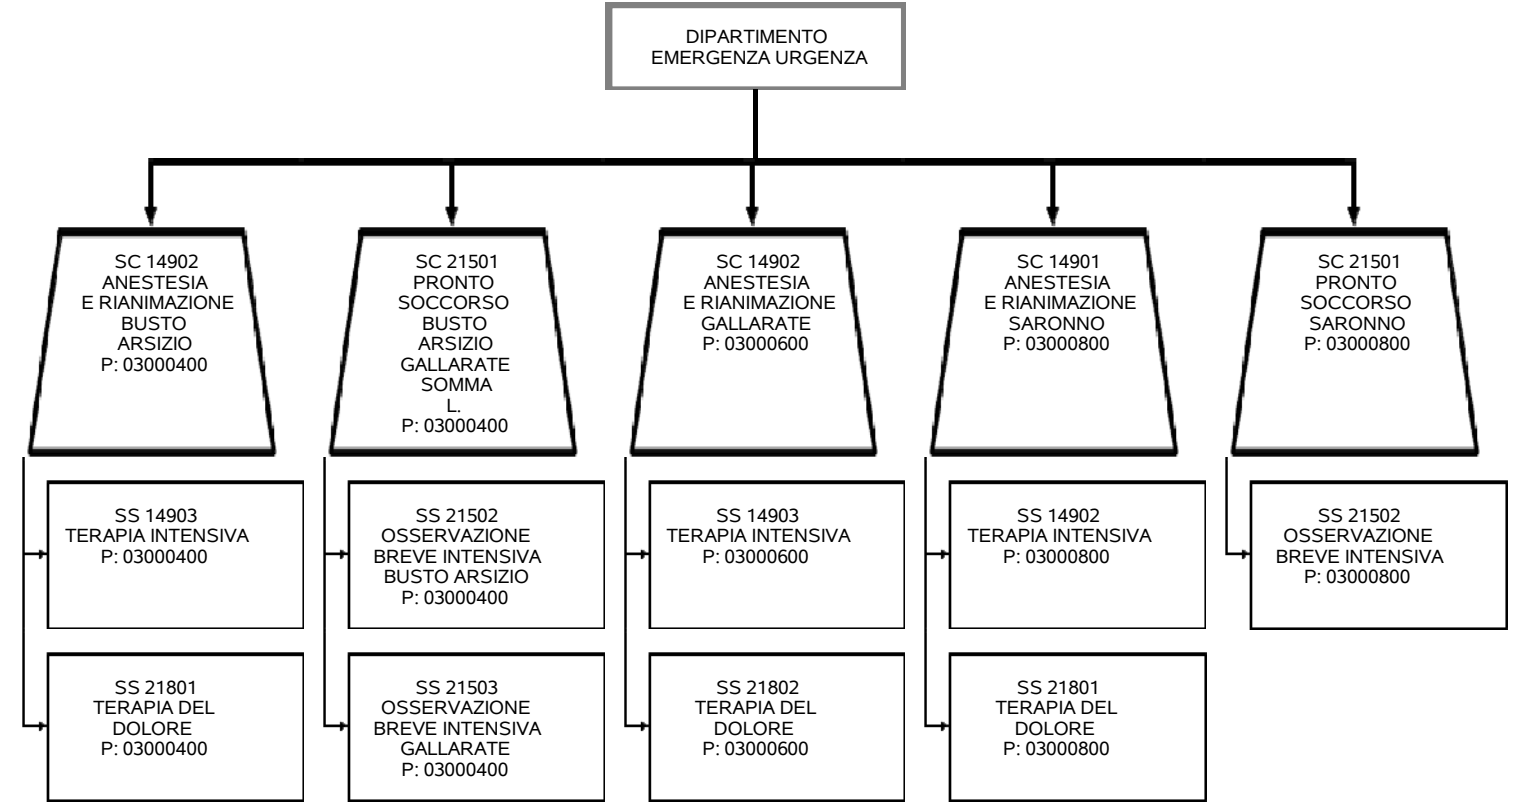 DIPARTIMENTO
EMERGENZA URGENZA
SC 14902
ANESTESIA
E RIANIMAZIONE
BUSTO
ARSIZIO
P: 03000400
SC 21501
PRONTO
SOCCORSO
BUSTO
ARSIZIO
GALLARATE
SOMMA
L.
P: 03000400
SC 14902
ANESTESIA
E RIANIMAZIONE
GALLARATE
P: 03000600
SC 14901
ANESTESIA
E RIANIMAZIONE
SARONNO
P: 03000800
SC 21501
PRONTO
SOCCORSO
SARONNO
P: 03000800
SS 14903
TERAPIA INTENSIVA
P: 03000400
SS 21502
OSSERVAZIONE
BREVE INTENSIVA
BUSTO ARSIZIO
P: 03000400
SS 14903
TERAPIA INTENSIVA
P: 03000600
SS 14902
TERAPIA INTENSIVA
P: 03000800
SS 21502
OSSERVAZIONE
BREVE INTENSIVA
P: 03000800
SS 21801
TERAPIA DEL
DOLORE
P: 03000400
SS 21503
OSSERVAZIONE
BREVE INTENSIVA
GALLARATE
P: 03000400
SS 21802
TERAPIA DEL
DOLORE
P: 03000600
SS 21801
TERAPIA DEL
DOLORE
P: 03000800